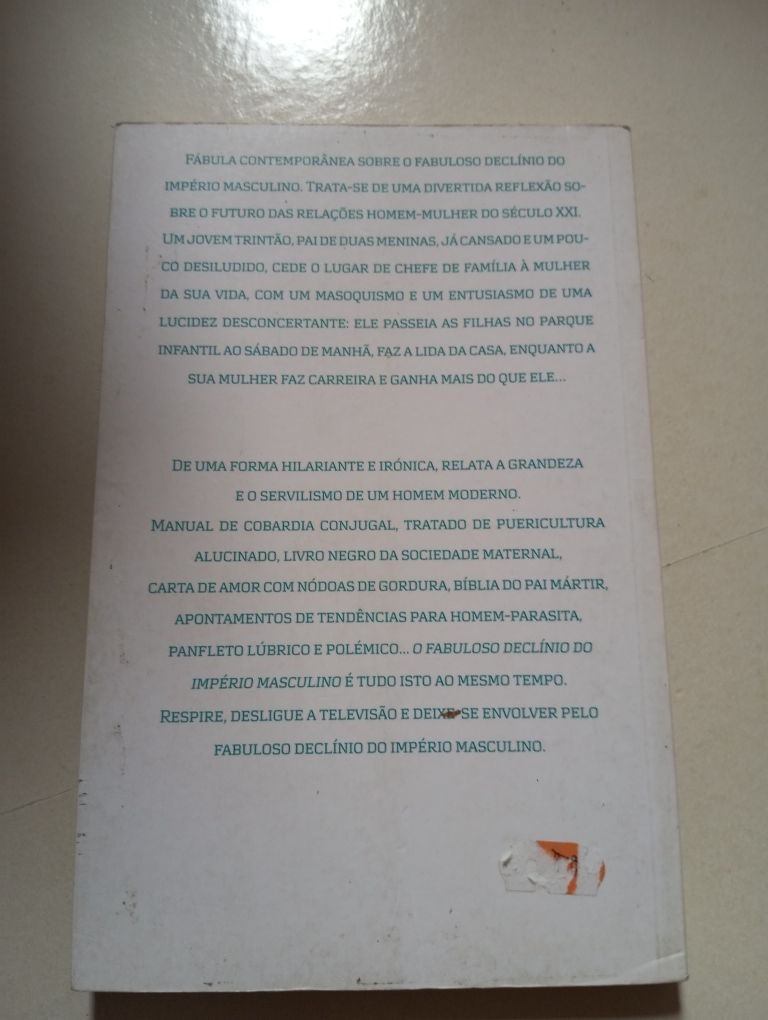 Fábula contemporânea sobre o fabuloso declínio do
império masculino. Trata-se de uma divertida reflexão so-
bre o futuro das relações homem-mulher do século XXI.
Um jovem trintão, pai de duas meninas, já cansado e um pou-
co desiludido, cede o lugar de chefe de família à mulher
da sua vida, com um masoquismo e um entusiasmo de uma
lucidez desconcertante: ele passeia as filhas no parque
infantil ao sábado de manhã, faz a lida da casa, enquanto a
sua mulher faz carreira e ganha mais do que ele...
De uma forma hilariante e irónica, relata a grandeza
e o servilismo de um homem moderno.
Manual de cobardia conjugal, tratado de puericultura
alucinado, livro negro da sociedade maternal,
carta de amor com nódoas de gordura, bíblia do pai mártir,
apontamentos de tendências para homem-parasita,
panfleto lúbrico e polémico... O fabuloso declínio do
império masculino é tudo isto ao mesmo tempo.
Respire, desligue a televisão e deixe-se envolver pelo
fabuloso declínio do império masculino.